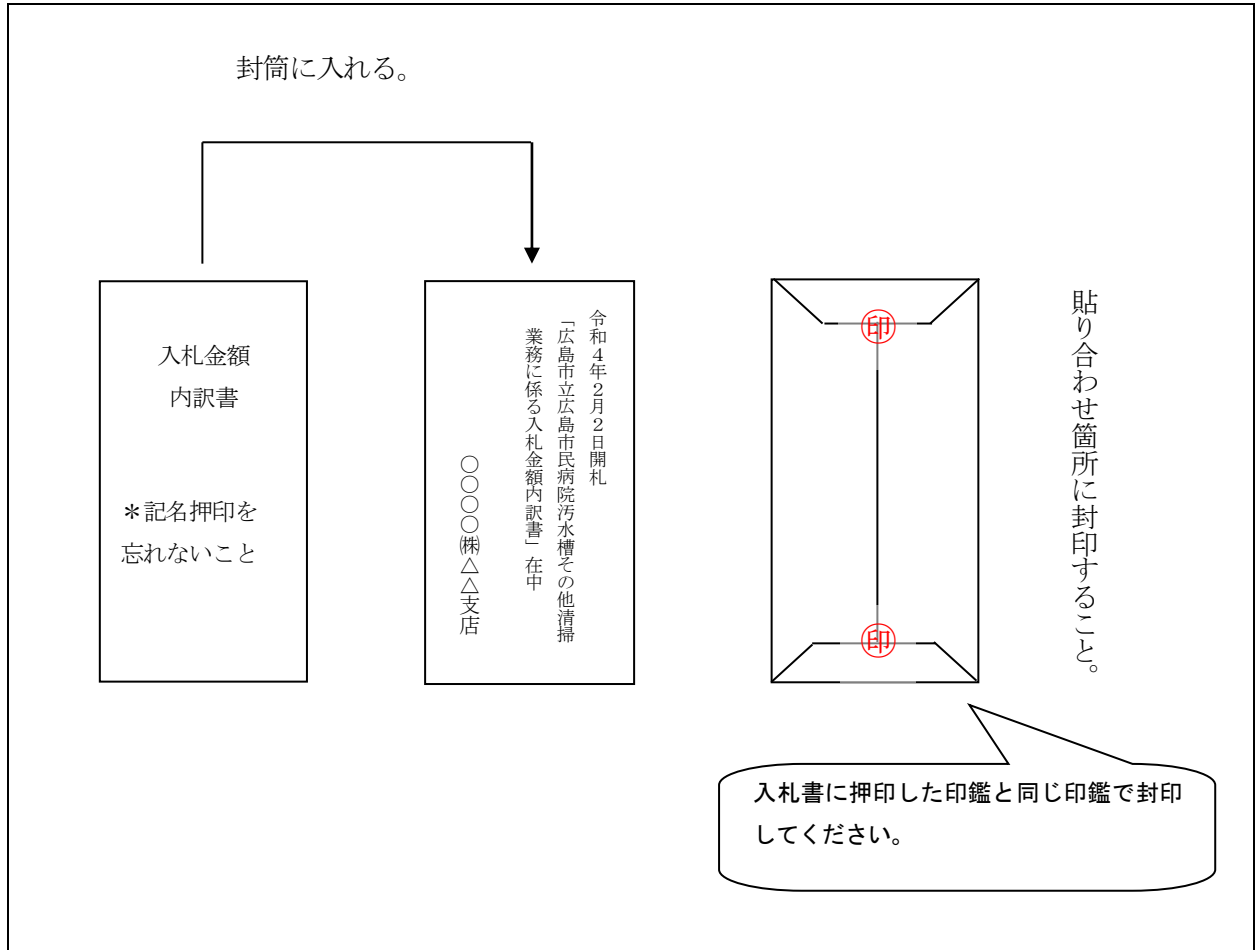 封筒に入れる。
入札金額
内訳書
＊記名押印を
忘れないこと
令和４年２月２日開札
「広島市立広島市民病院汚水槽その他清掃
業務に係る入札金額内訳書」在中
〇〇〇〇㈱△△支店
印
印
貼り合わせ箇所に封印すること。
入札書に押印した印鑑と同じ印鑑で封印
してください。